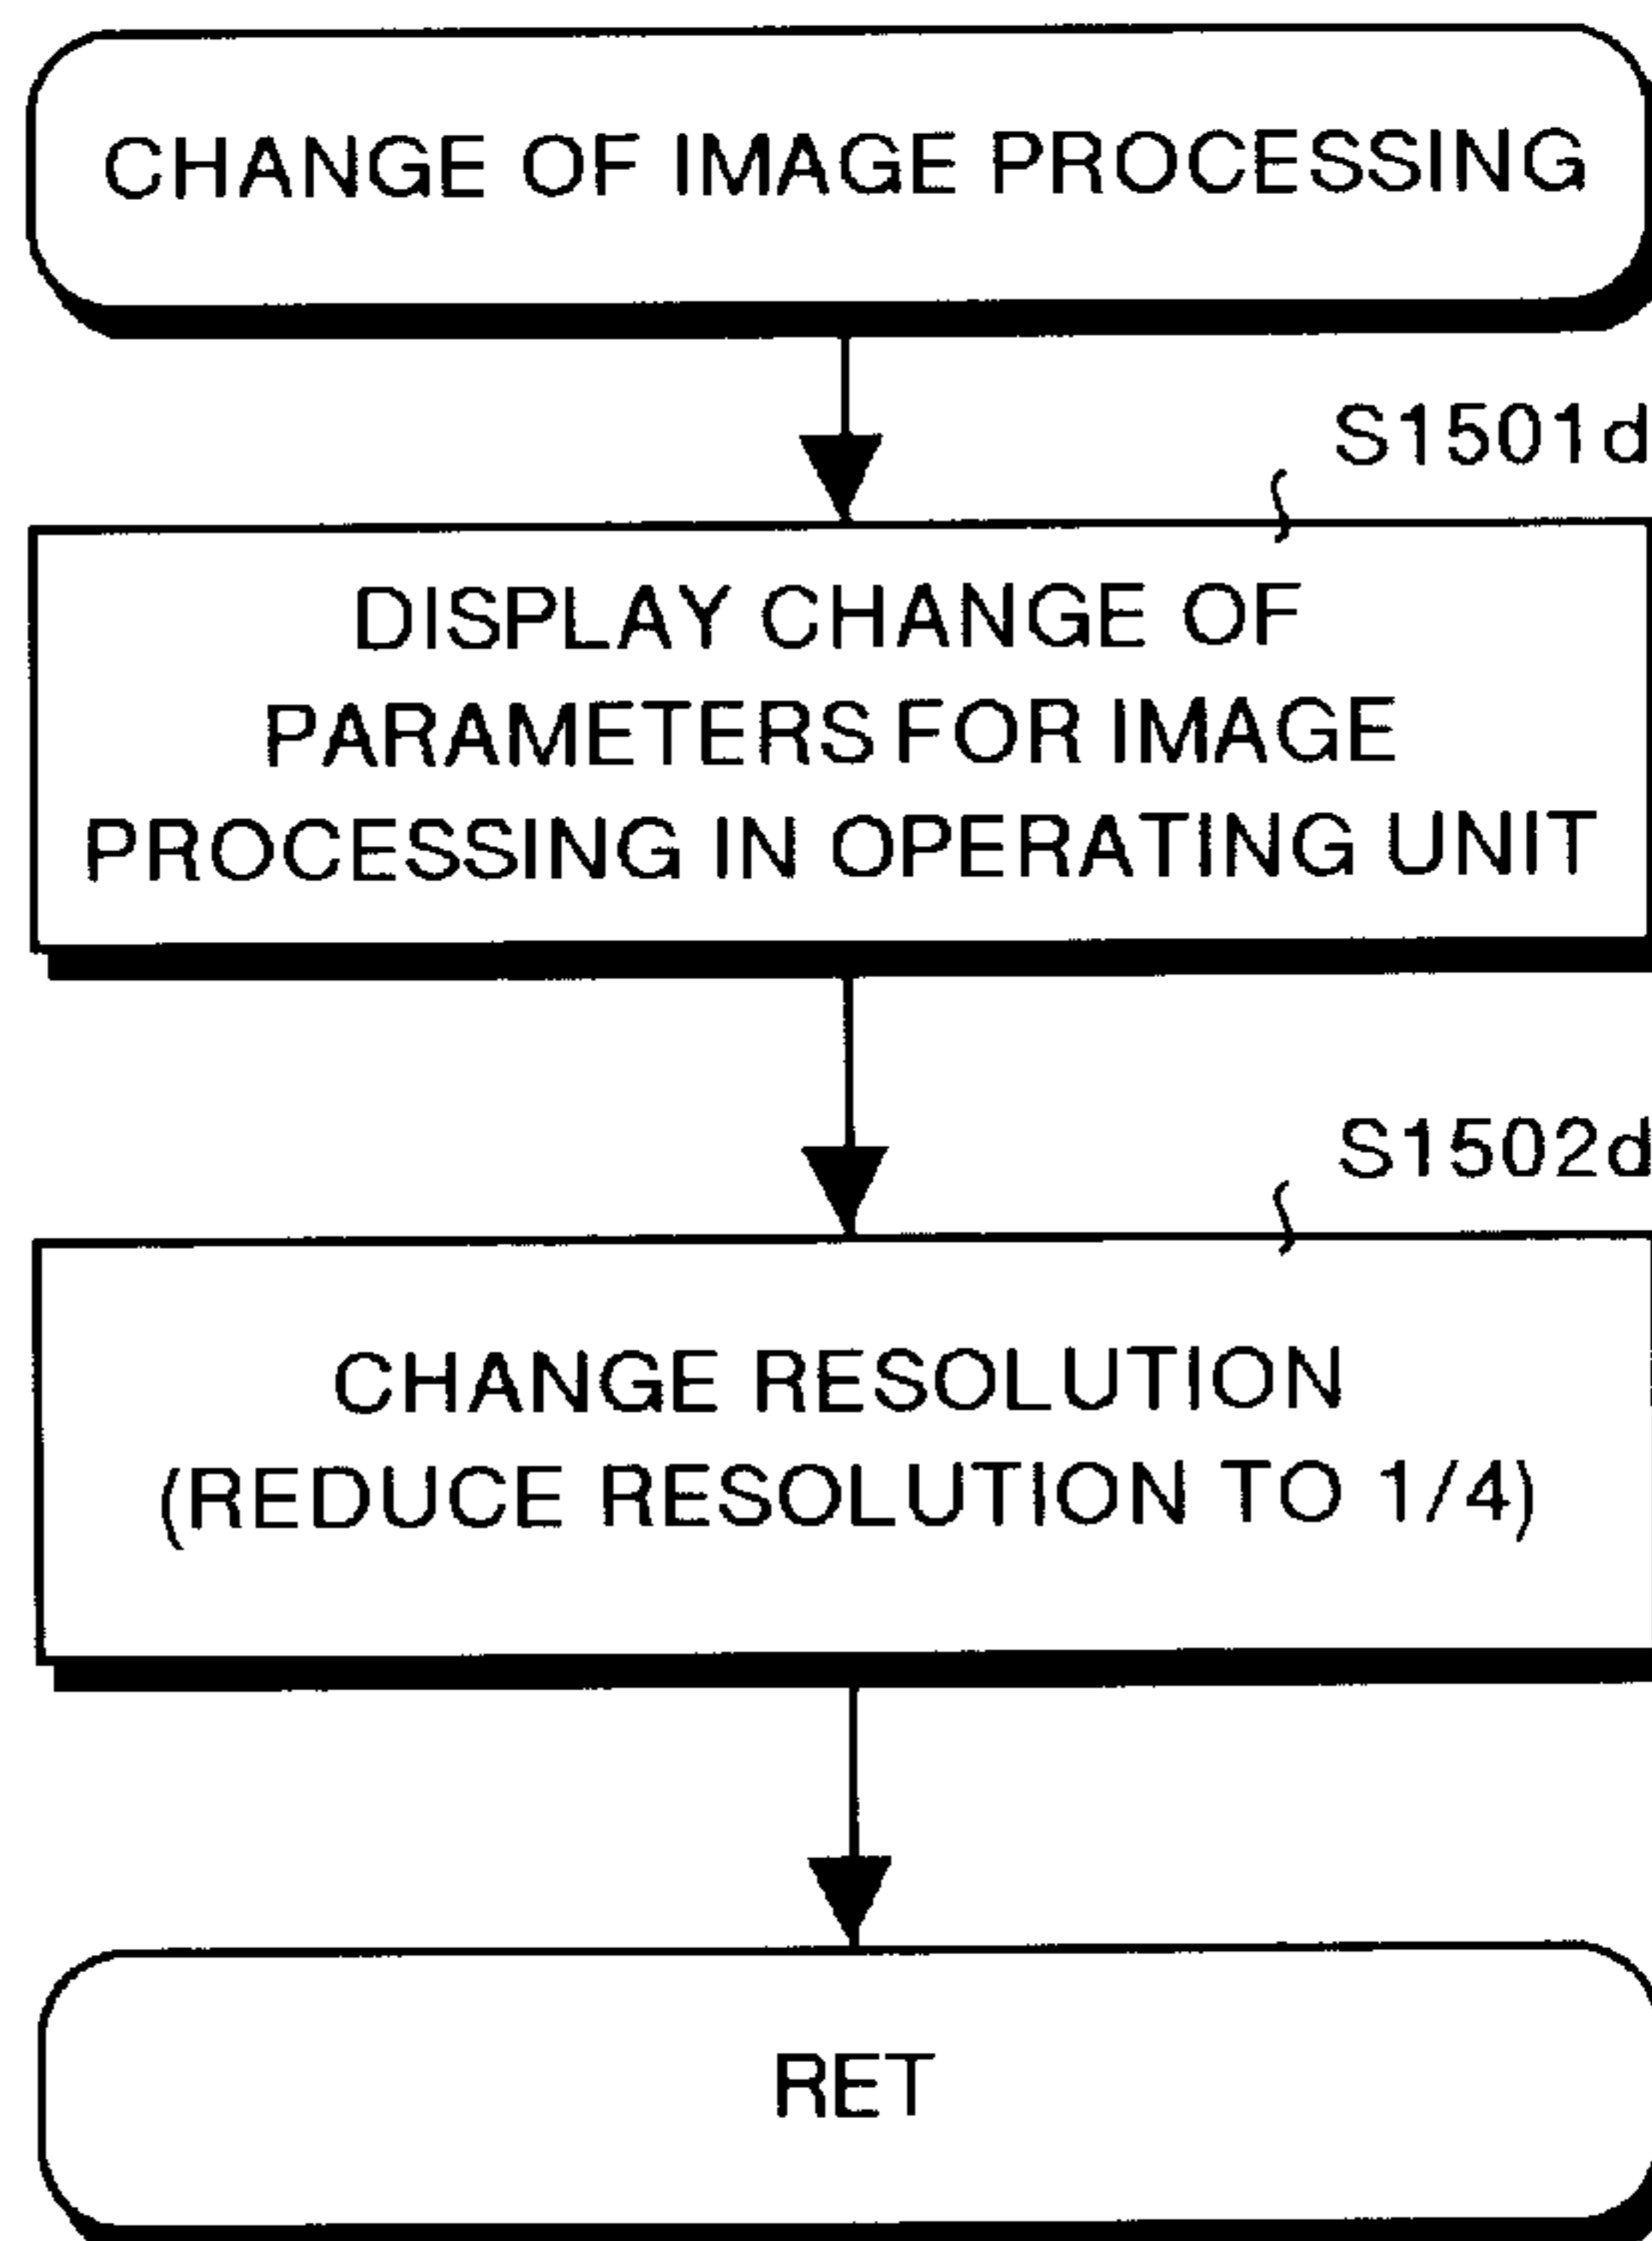 CHANGE OF IMAGE PROCESSING
S1501d
DISPLAY CHANGE OF
PARAMETERS FOR IMAGE
PROCESSING IN OPERATING UNIT
S1502d
CHANGE RESOLUTION
(REDUCE RESOLUTION TO 1/4)
RET